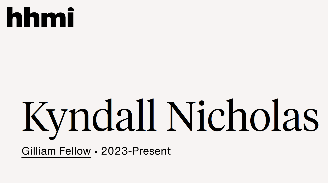 hhmi
Kyndall Nicholas
Gilliam Fellow • 2023-Present